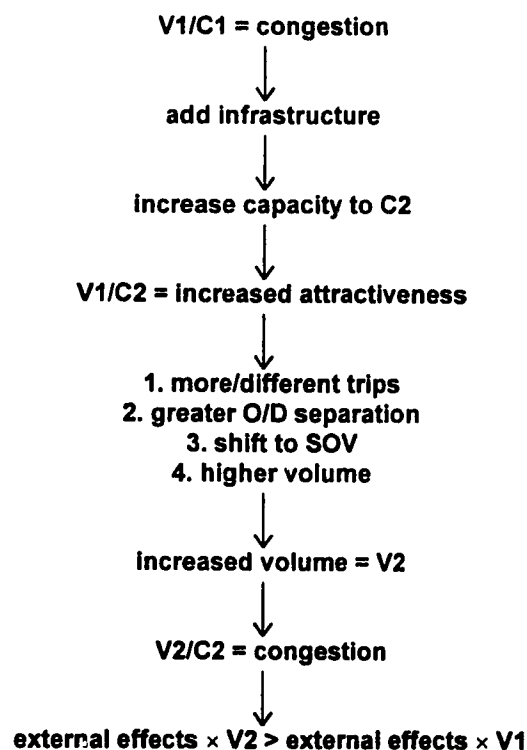 V1/C1 = congestion
add infrastructure
increase capacity to C2
V1/C2 = increased attractiveness
1. more/different trips
2. greater O/D separation
3. shift to SOV
4. higher volume
increased volume = V2
V2/C2 = congestion
external effects × V2 > external effects × V1